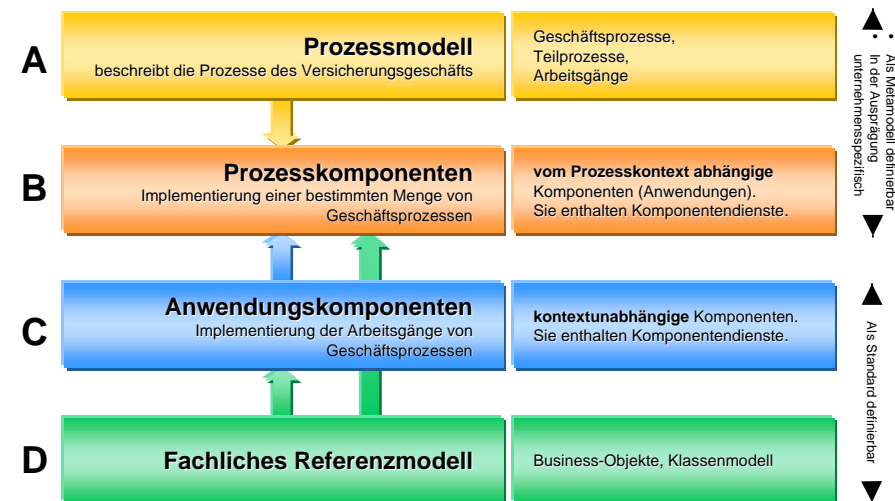 A
Prozessmodell
beschreibt die Prozesse des Versicherungsgeschäfts
Geschäftsprozesse,
Teilprozesse,
Arbeitsgänge
B
Prozesskomponenten
Implementierung einer bestimmten Menge von
Geschäftsprozessen
vom Prozesskontext abhängige
Komponenten (Anwendungen).
Sie enthalten Komponentendienste.
• Als Metamodell definierbar
• In der Ausprägung
unternehmensspezifisch
C
Anwendungskomponenten
Implementierung der Arbeitsgänge von
Geschäftsprozessen
kontextunabhängige Komponenten.
Sie enthalten Komponentendienste.
D
Fachliches Referenzmodell
Business-Objekte, Klassenmodell
Als Standard definierbar